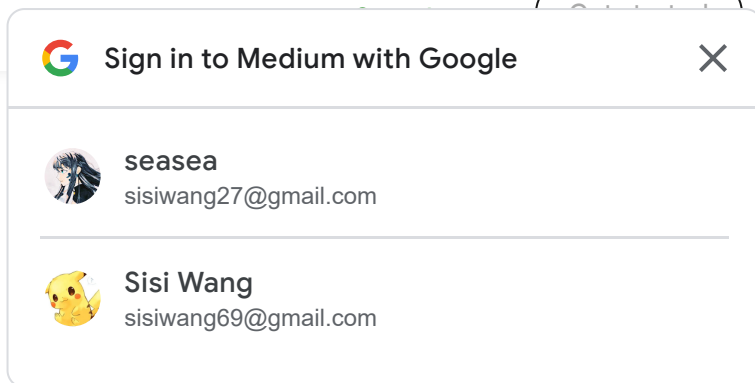 Sign in to Medium with Google
seasea
sisiwang27@gmail.com
Sisi Wang
sisiwang69@gmail.com